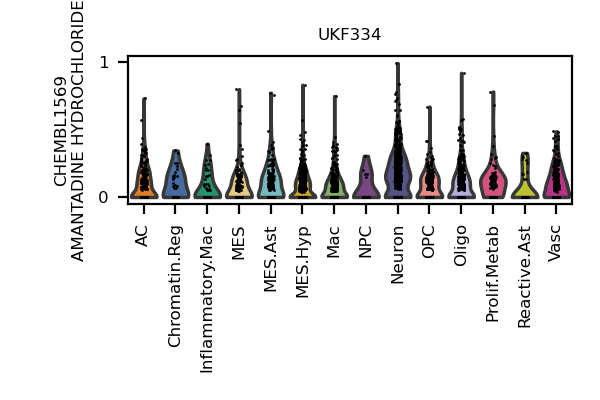 UKF334
CHEMBL1569
AMANTADINE HYDROCHLORIDE
1
0
AC
Chromatin.Reg
Inflammatory.Mac
MES
MES.Ast
MES.Hyp
Mac
NPC
Neuron
OPC
Oligo
Prolif.Metab
Reactive.Ast
Vasc